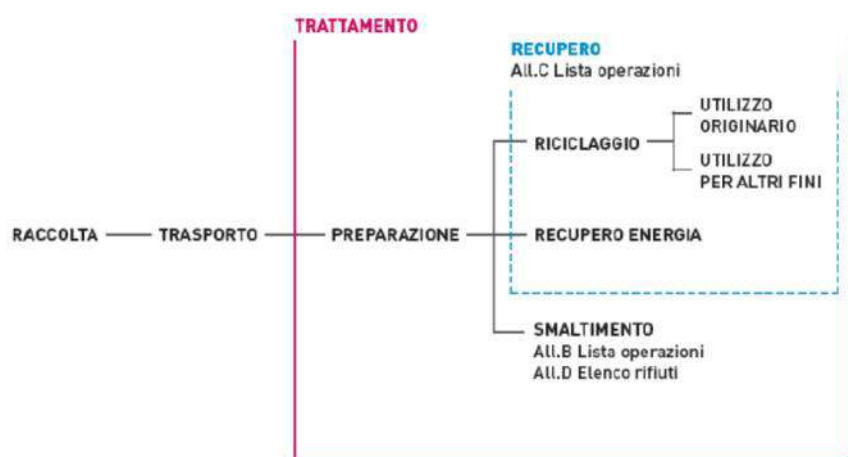 TRATTAMENTO
RECUPERO
All.C Lista operazioni
UTILIZZO
ORIGINARIO
RICICLAGGIO
UTILIZZO
PER ALTRI FINI
RACCOLTA
TRASPORTO
PREPARAZIONE
RECUPERO ENERGIA
SMALTIMENTO
All.B Lista operazioni
All.D Elenco rifiuti